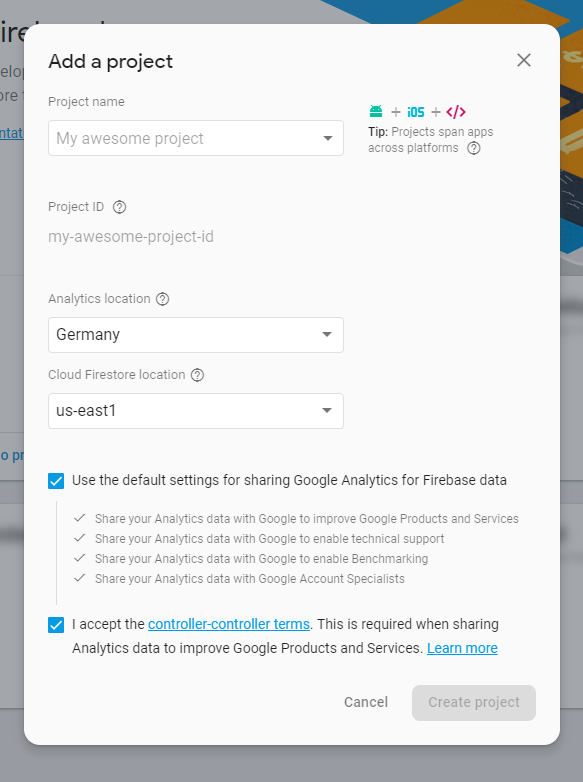 Add a project
Project name
My awesome project
+ iOS + </>
Tip: Projects span apps
across platforms
Project ID
my-awesome-project-id
Analytics location
Germany
Cloud Firestore location
us-east1
Use the default settings for sharing Google Analytics for Firebase data
Share your Analytics data with Google to improve Google Products and Services
Share your Analytics data with Google to enable technical support
Share your Analytics data with Google to enable Benchmarking
Share your Analytics data with Google Account Specialists
I accept the controller-controller terms. This is required when sharing
Analytics data to improve Google Products and Services. Learn more
Cancel
Create project